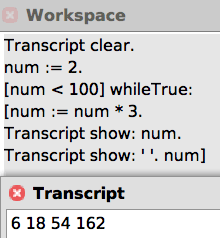 Workspace
Transcript clear.
num := 2.
[num < 100] whileTrue:
[num := num * 3.
Transcript show: num.
Transcript show: ' '. num]
Transcript
6 18 54 162